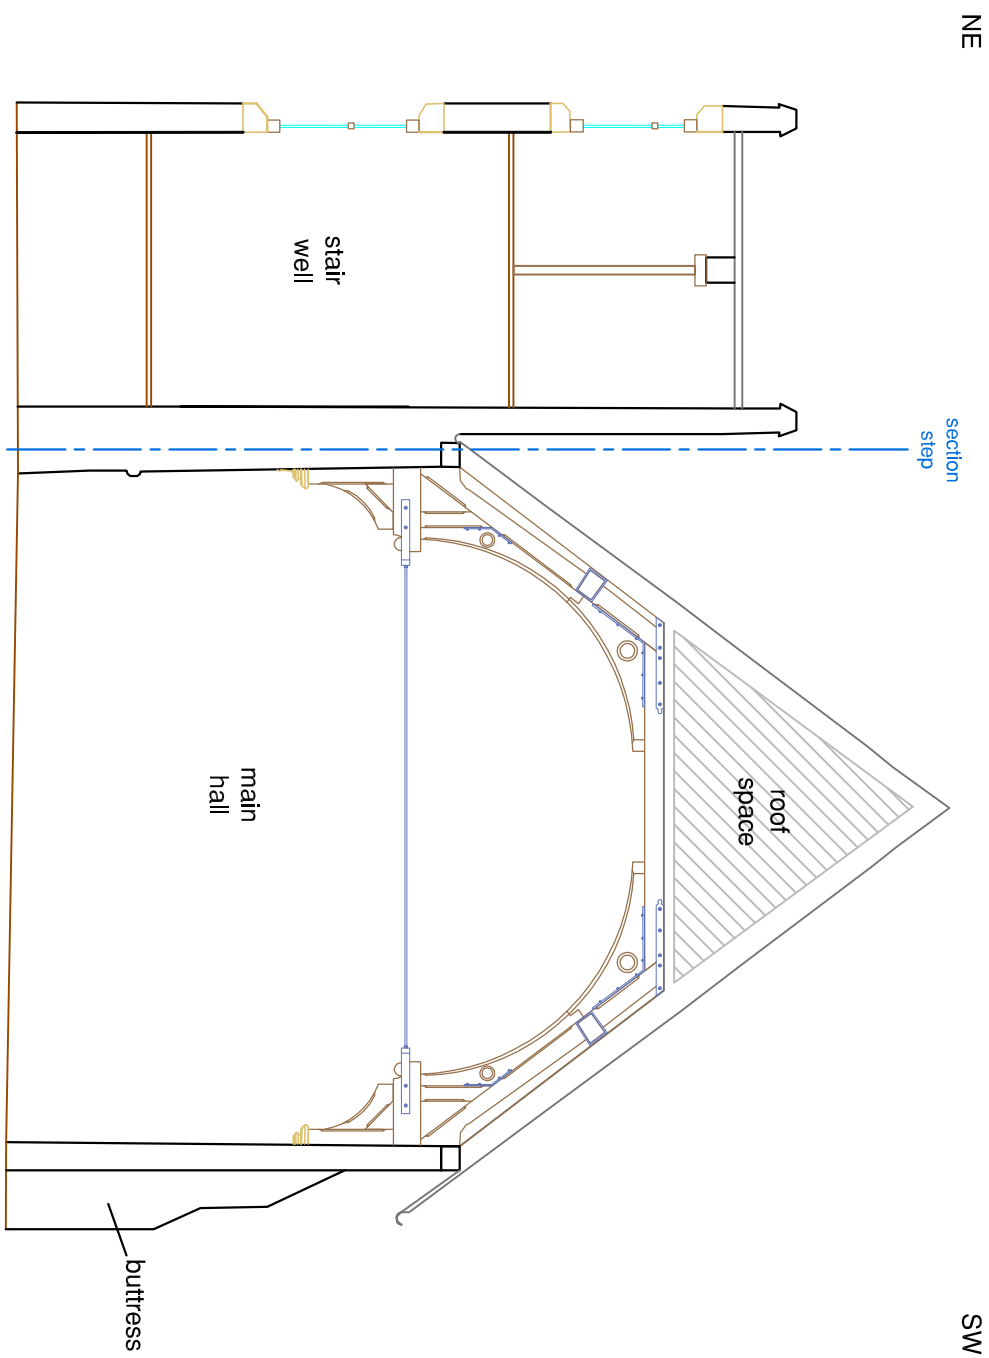 NE
SW
section
step
stair
well
roof
space
main
hall
buttress